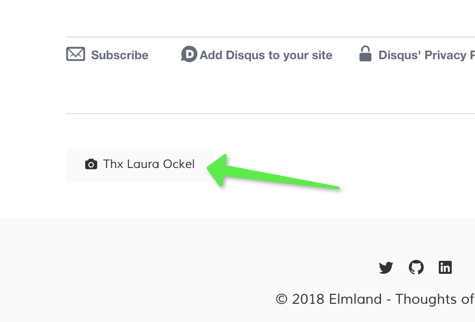 Subscribe Add Disqus to your site Disqus' Privacy
Thx Laura Ockel
© 2018 Elmland - Thoughts of